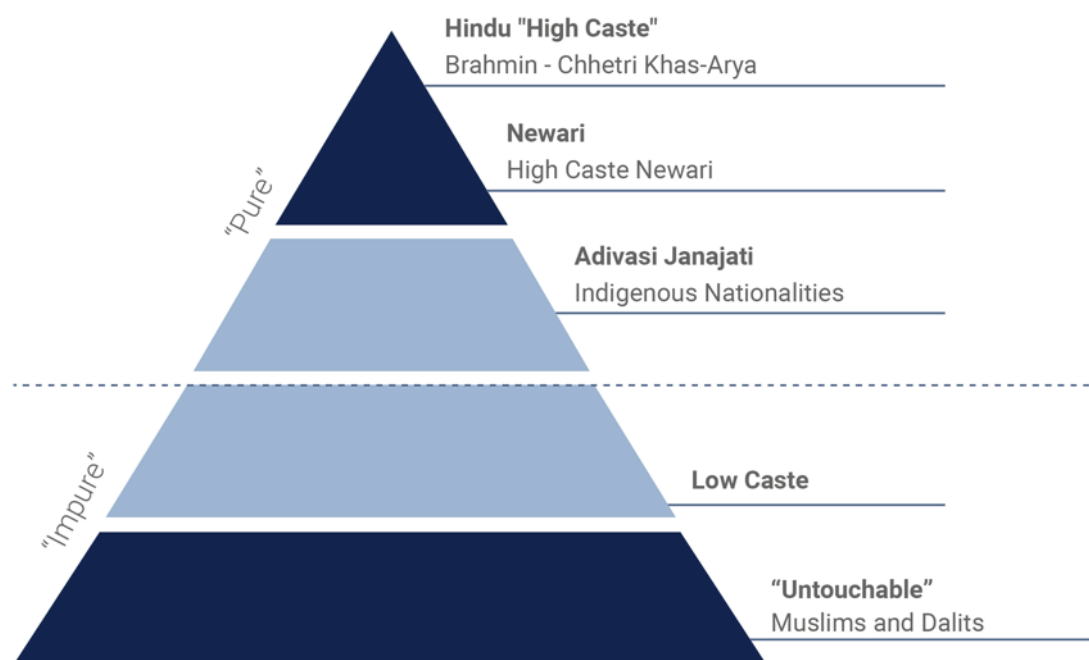 Hindu "High Caste"
Brahmin - Chhetri Khas-Arya
Newari
High Caste Newari
“Pure”
Adivasi Janajati
Indigenous Nationalities
“Impure”
Low Caste
“Untouchable”
Muslims and Dalits